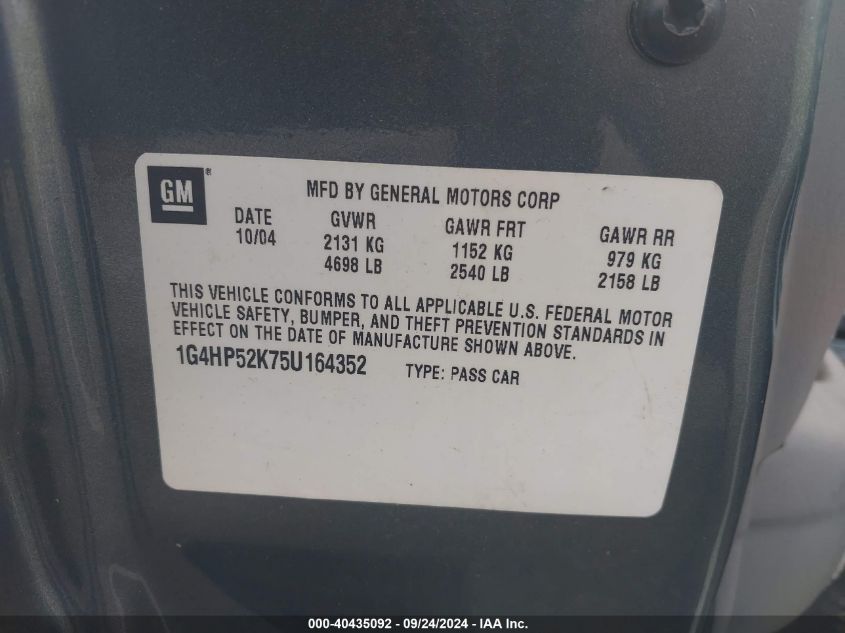 GM ®
MFD BY GENERAL MOTORS CORP
DATE GVWR GAWR FRT GAWR RR
10/04 2131 KG 1152 KG 979 KG
4698 LB 2540 LB 2158 LB
THIS VEHICLE CONFORMS TO ALL APPLICABLE U.S. FEDERAL MOTOR
VEHICLE SAFETY, BUMPER, AND THEFT PREVENTION STANDARDS IN
EFFECT ON THE DATE OF MANUFACTURE SHOWN ABOVE.
1G4HP52K75U164352 TYPE: PASS CAR
000-40435092 - 09/24/2024 - IAA Inc.